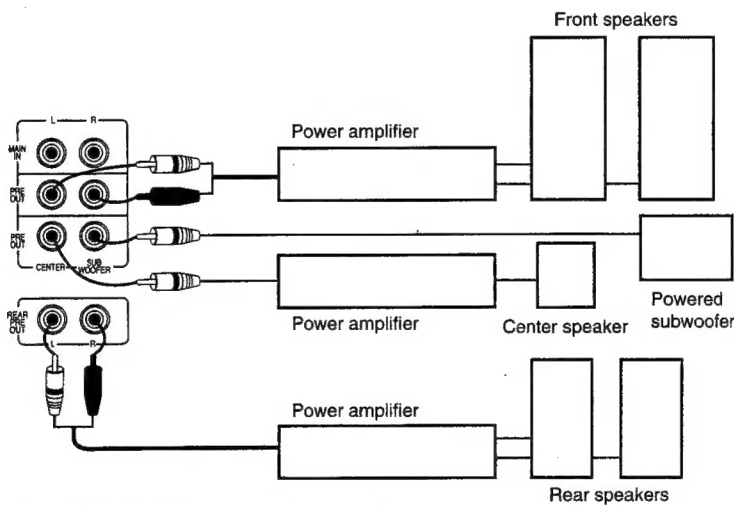 Front speakers
L R
Power amplifier
MAIN
IN
PRE
OUT
PRE
OUT
CENTER
SUB
WOOFER
Power amplifier
Center speaker
Powered
subwoofer
REAR
PRE
OUT
L R
Power amplifier
Rear speakers